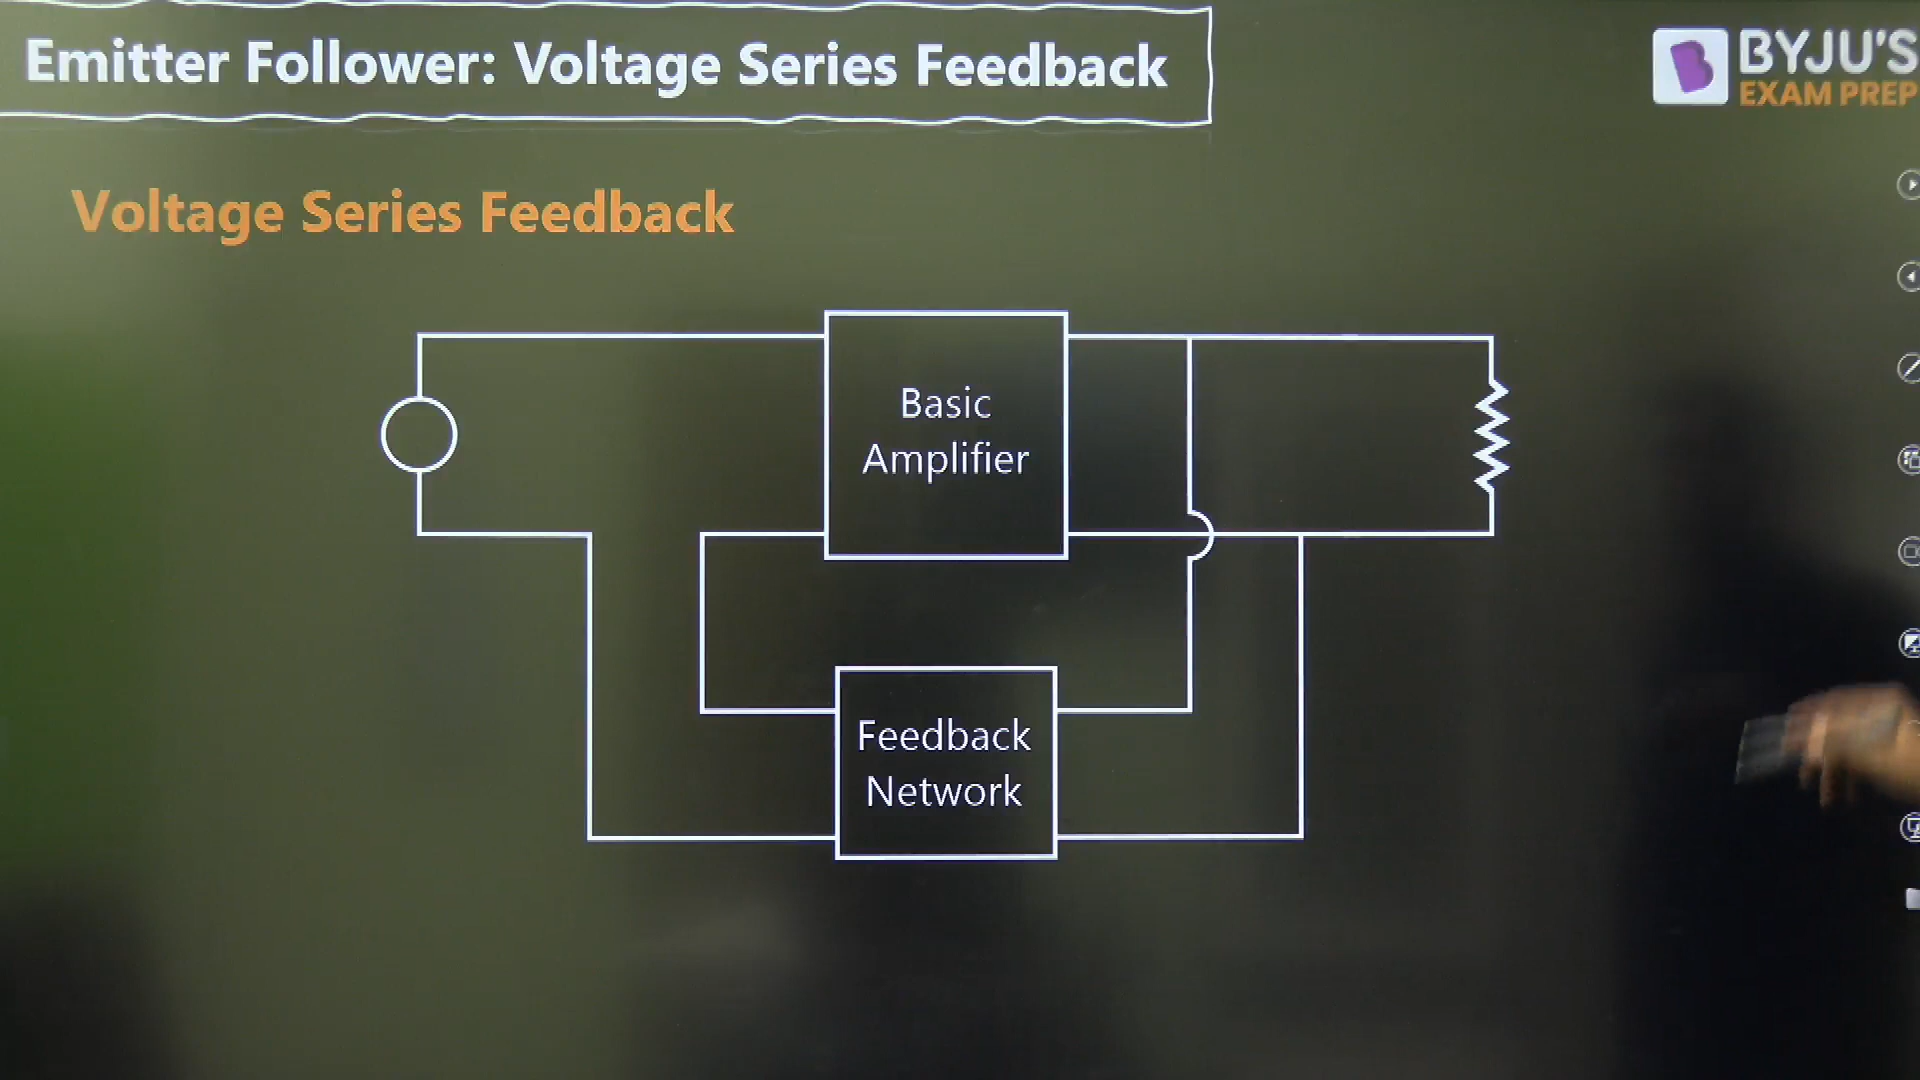 Emitter Follower: Voltage Series Feedback
BYJU'S
EXAM PREP
Voltage Series Feedback
Basic
Amplifier
Feedback
Network